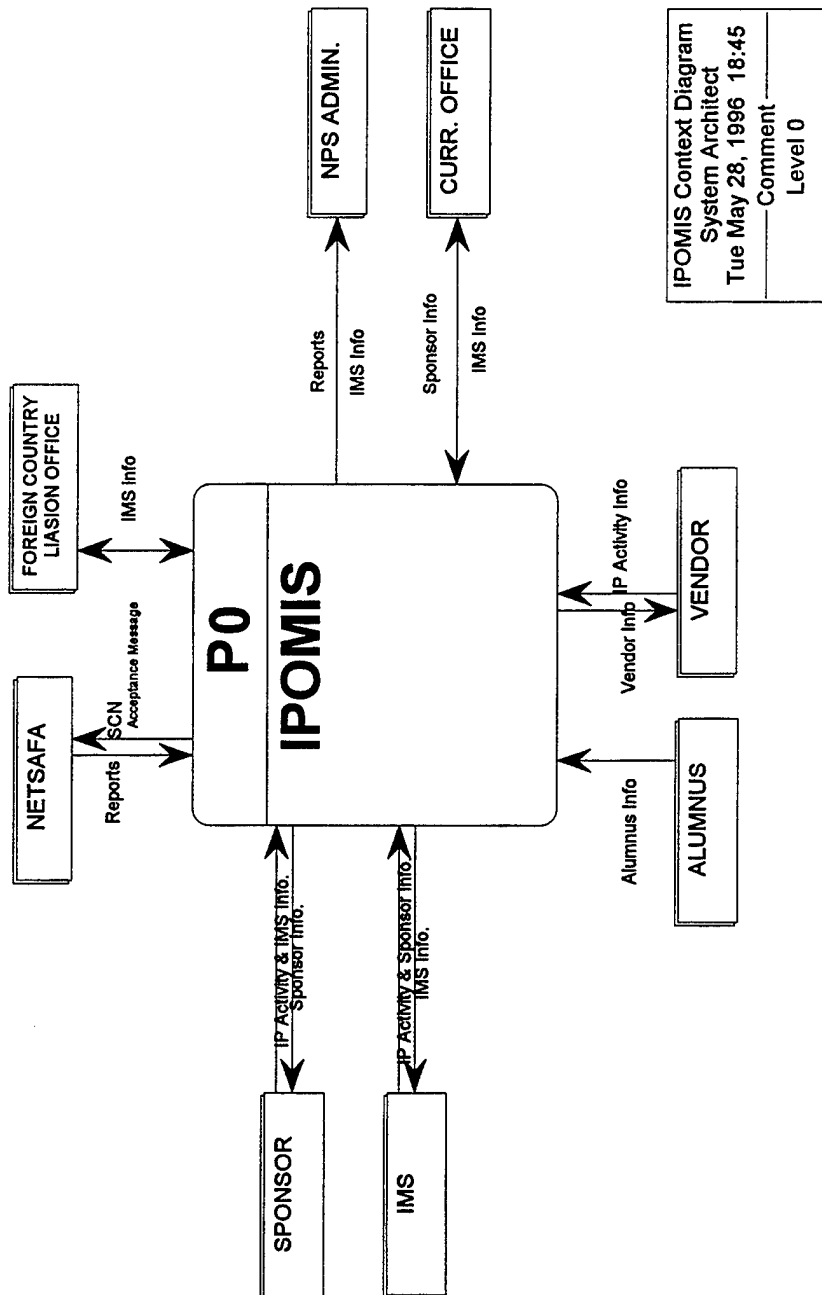 FOREIGN COUNTRY
LIASION OFFICE
NETSAFA
IMS Info
SCN
Acceptance Message
Reports
P0
IPOMIS
SPONSOR
IP Activity & IMS Info.
Sponsor Info.
IMS
IP Activity & Sponsor Info.
IMS Info.
Reports
IMS Info
NPS ADMIN.
Sponsor Info
IMS Info
CURR. OFFICE
Alumnus Info
ALUMNUS
Vendor Info
IP Activity Info
VENDOR
IPOMIS Context Diagram
System Architect
Tue May 28, 1996 18:45
Comment
Level 0